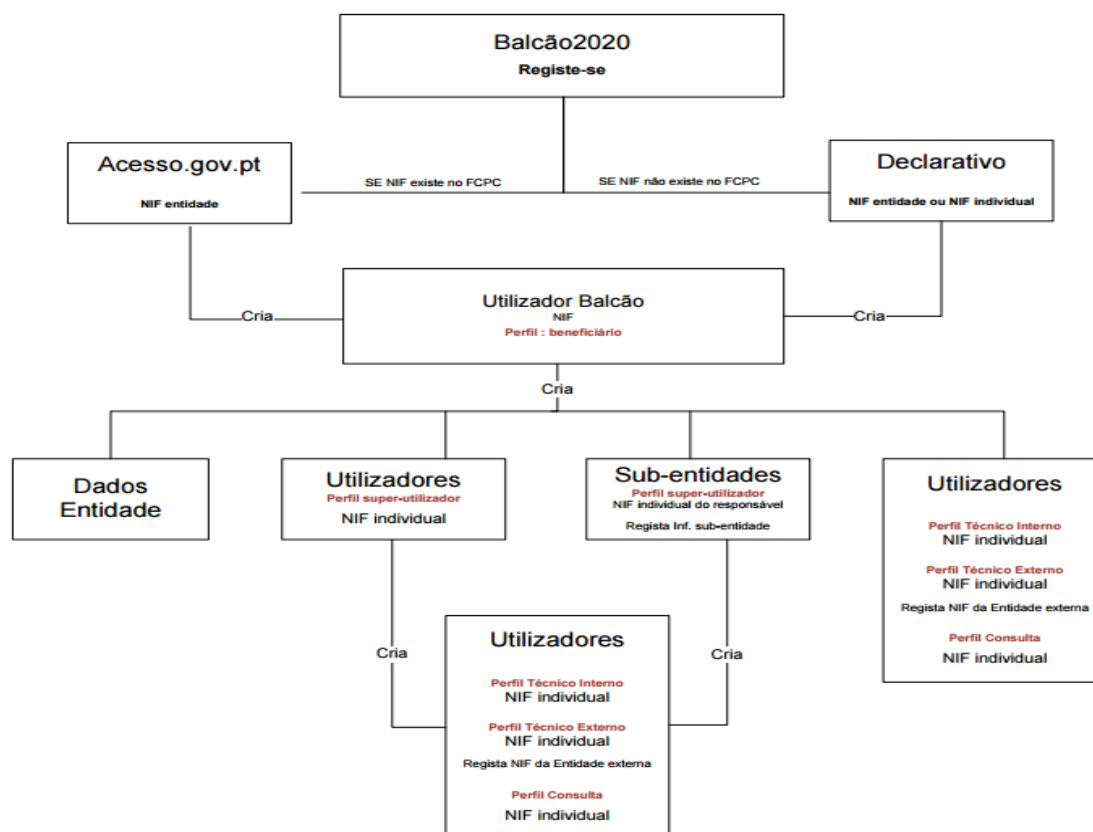 Balcão2020
Registe-se
Acesso.gov.pt
NIF entidade
SE NIF existe no FCPC
SE NIF não existe no FCPC
Declarativo
NIF entidade ou NIF individual
Cria
Utilizador Balcão
NIF
Perfil : beneficiário
Cria
Cria
Dados
Entidade
Utilizadores
Perfil super-utilizador
NIF individual
Sub-entidades
Perfil super-utilizador
NIF individual do responsável
Regista Inf. sub-entidade
Utilizadores
Perfil Técnico Interno
NIF individual
Perfil Técnico Externo
NIF individual
Regista NIF da Entidade externa
Perfil Consulta
NIF individual
Cria
Cria
Utilizadores
Perfil Técnico Interno
NIF individual
Perfil Técnico Externo
NIF individual
Regista NIF da Entidade externa
Perfil Consulta
NIF individual